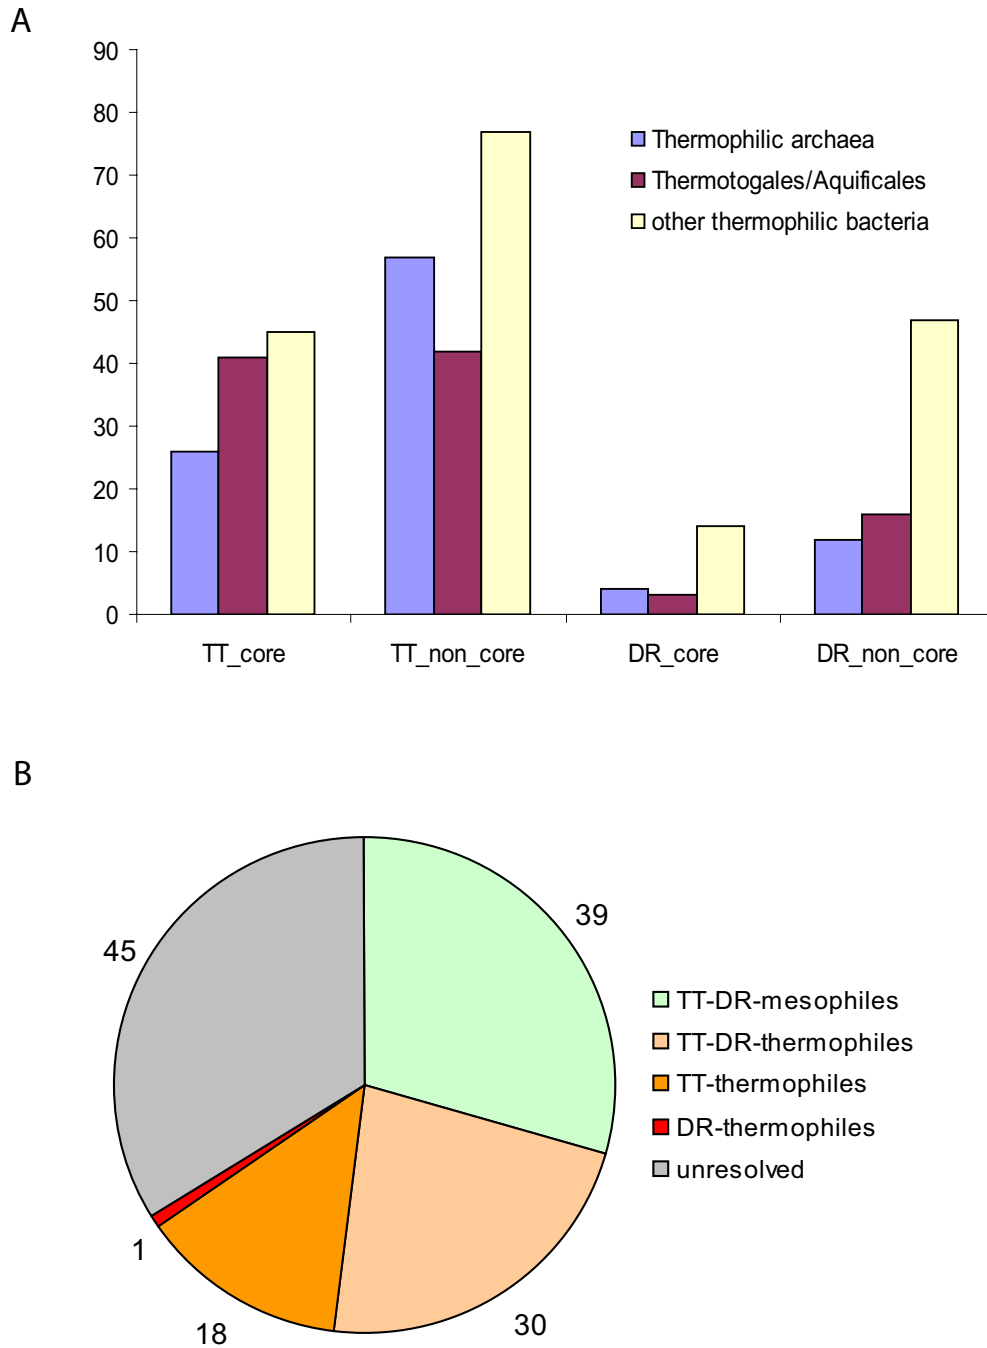 A
90
80
70
60
50
40
30
20
10
0
Thermophilic archaea
Thermotogales/Aquificales
other thermophilic bacteria
TT_core TT_non_core DR_core DR_non_core
B
39
45
1
18
30
TT-DR-mesophiles
TT-DR-thermophiles
TT-thermophiles
DR-thermophiles
unresolved